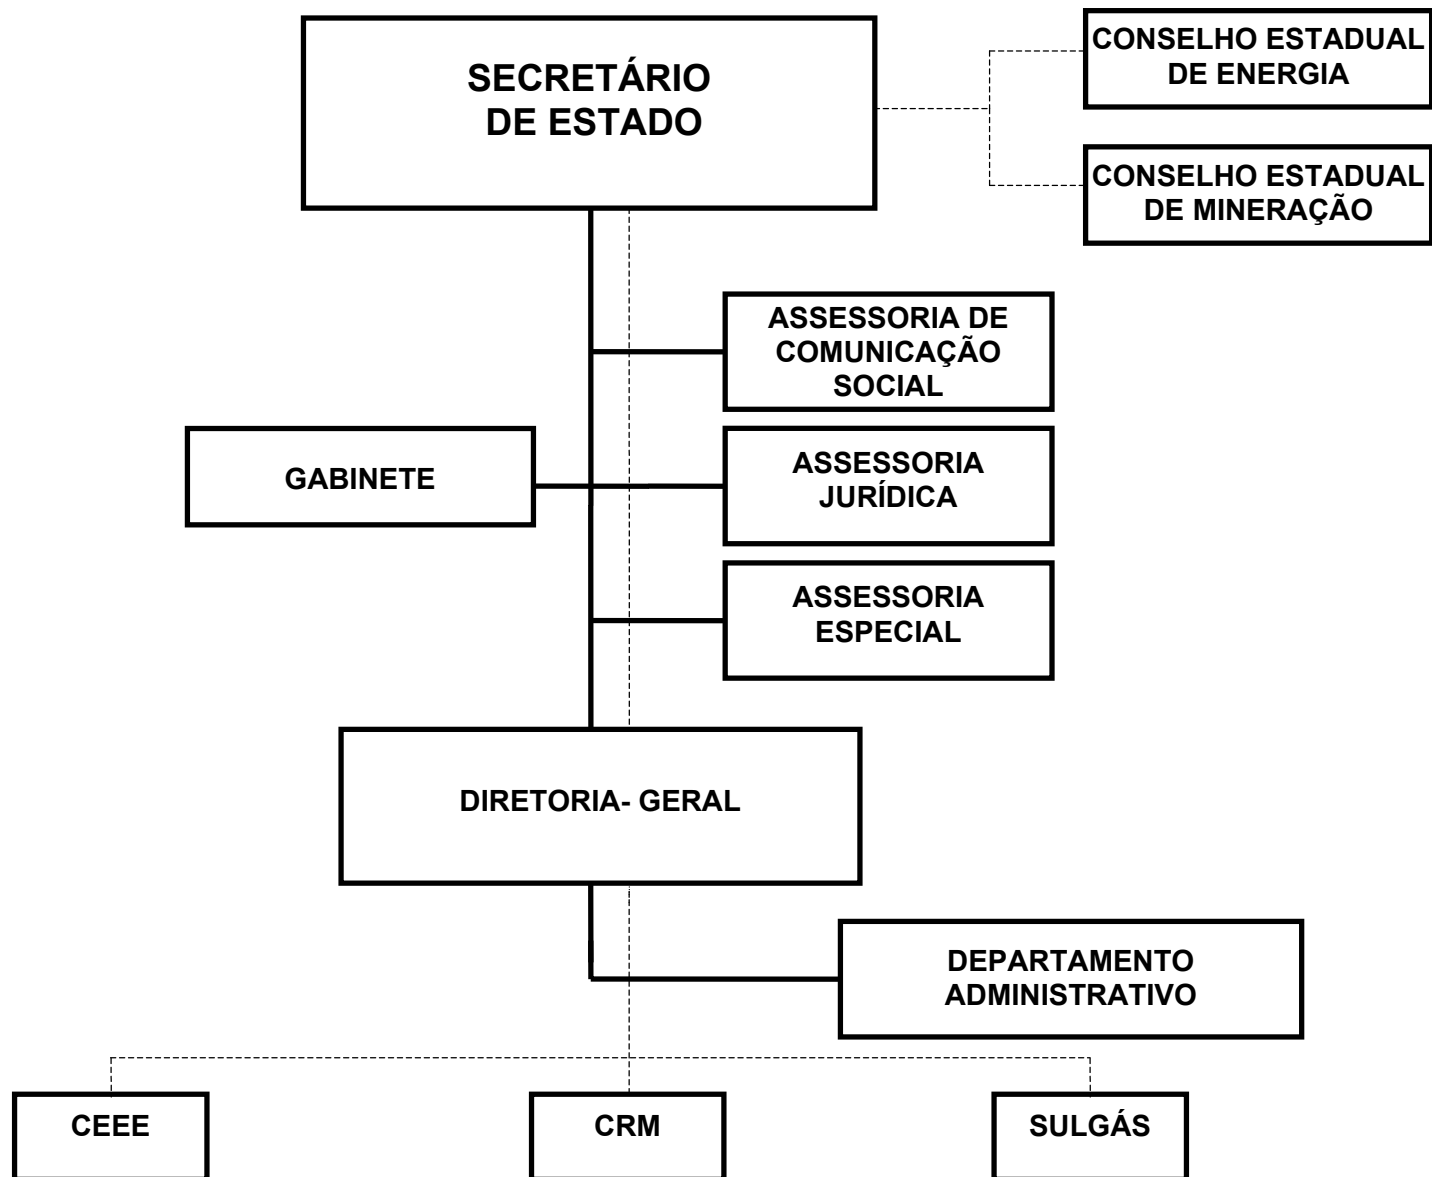 SECRETÁRIO
DE ESTADO
CONSELHO ESTADUAL
DE ENERGIA
CONSELHO ESTADUAL
DE MINERAÇÃO
ASSESSORIA DE
COMUNICAÇÃO
SOCIAL
GABINETE
ASSESSORIA
JURÍDICA
ASSESSORIA
ESPECIAL
DIRETORIA- GERAL
DEPARTAMENTO
ADMINISTRATIVO
CEEE
CRM
SULGÁS